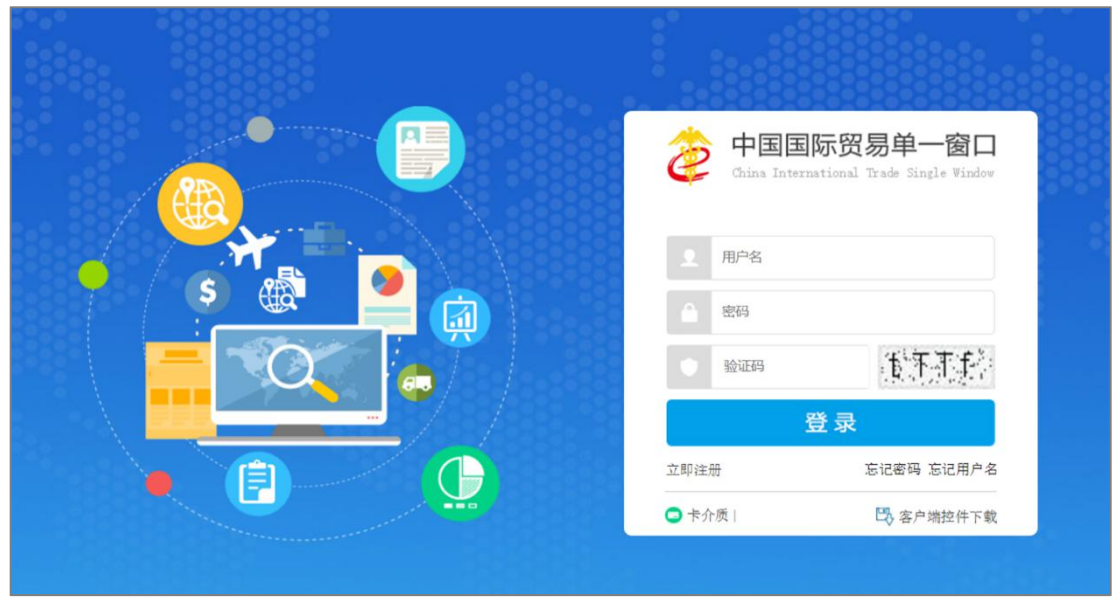 中国国际贸易单一窗口
China International Trade Single Window
用户名
密码
验证码
登录
立即注册 忘记密码 忘记用户名
卡介质 | 客户端控件下载
$